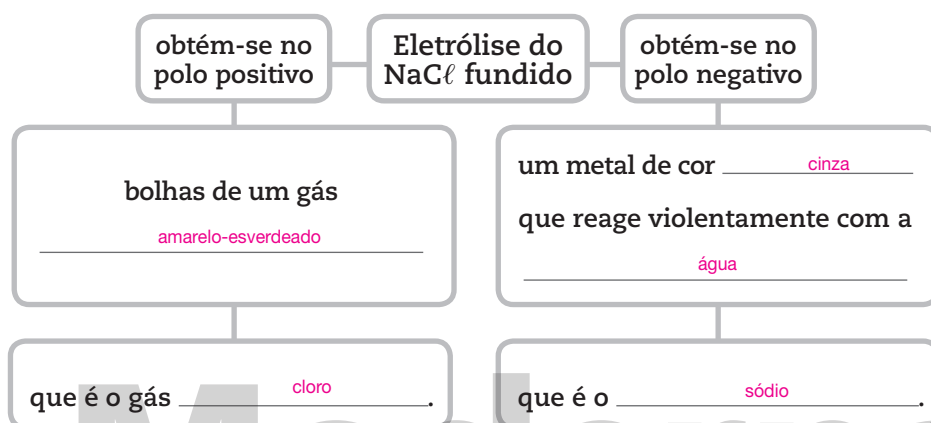 Eletrólise do
NaCℓ fundido
obtém-se no
polo positivo
bolhas de um gás
amarelo-esverdeado
que é o gás cloro.
obtém-se no
polo negativo
um metal de cor cinza
que reage violentamente com a
água
que é o sódio.